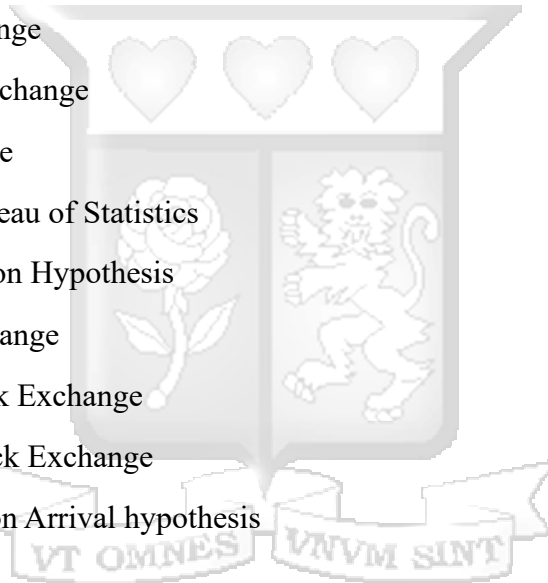 nge
change
e
eau of Statistics
on Hypothesis
ange
k Exchange
ck Exchange
on Arrival hypothesis
VT OMNES VNVM SINT